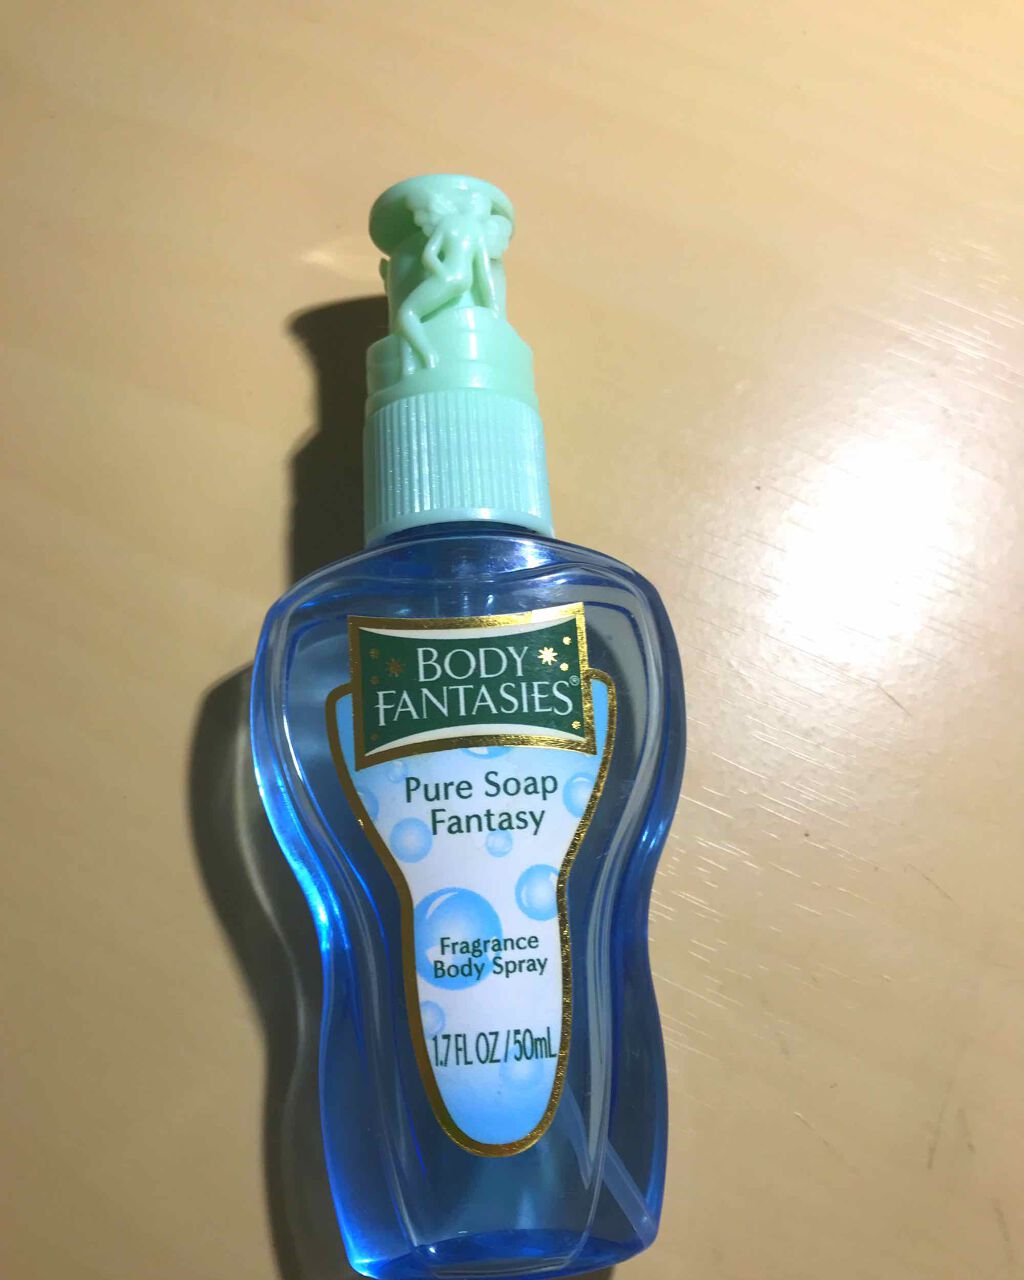 BODY
FANTASIES®
Pure Soap
Fantasy
Fragrance
Body Spray
1.7 FL OZ / 50mL